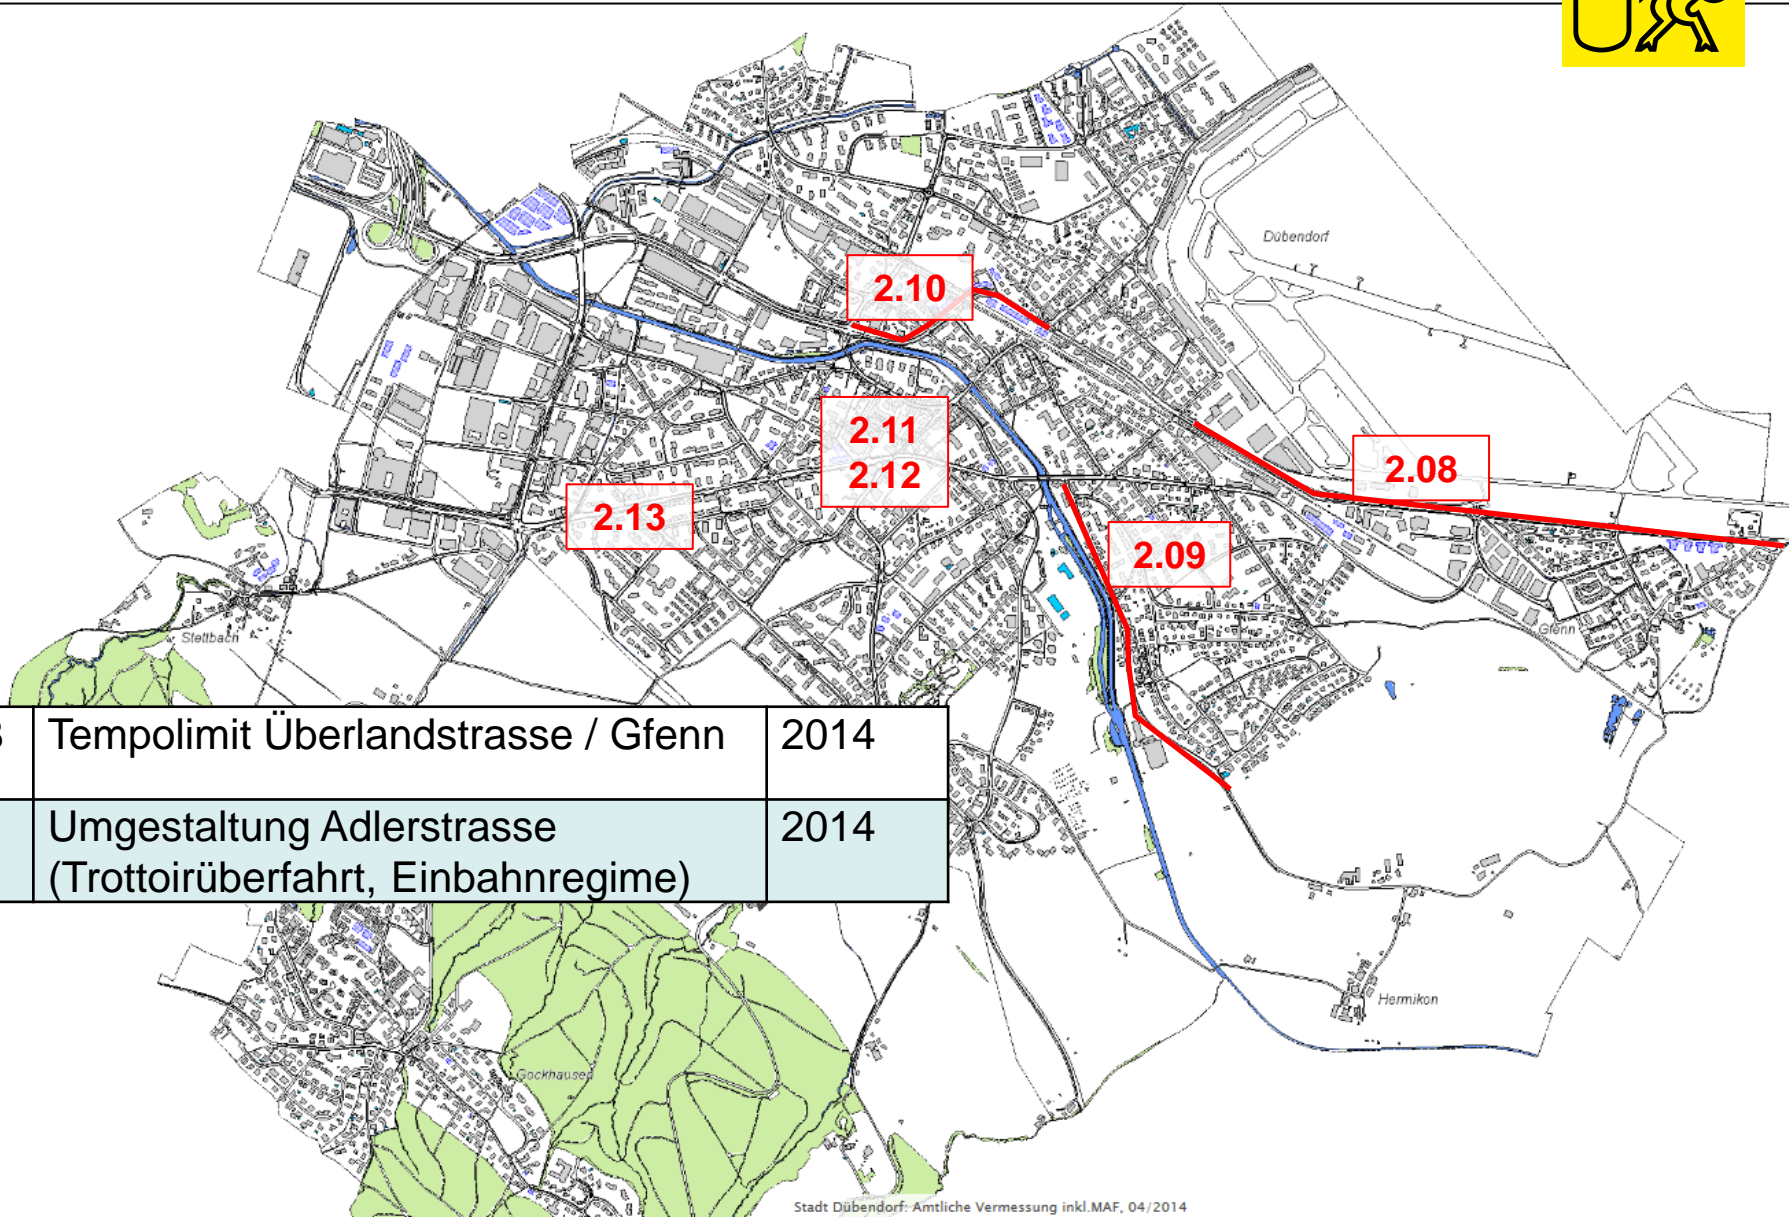 Dübendorf
2.10
2.11
2.12
2.08
2.13
2.09
Stettbach
Gfenn
8 Tempolimit Überlandstrasse / Gfenn 2014
Umgestaltung Adlerstrasse 2014
(Trottoirüberfahrt, Einbahnregime)
Hermikon
Gockhausen
Stadt Dübendorf: Amtliche Vermessung inkl.MAF, 04/2014